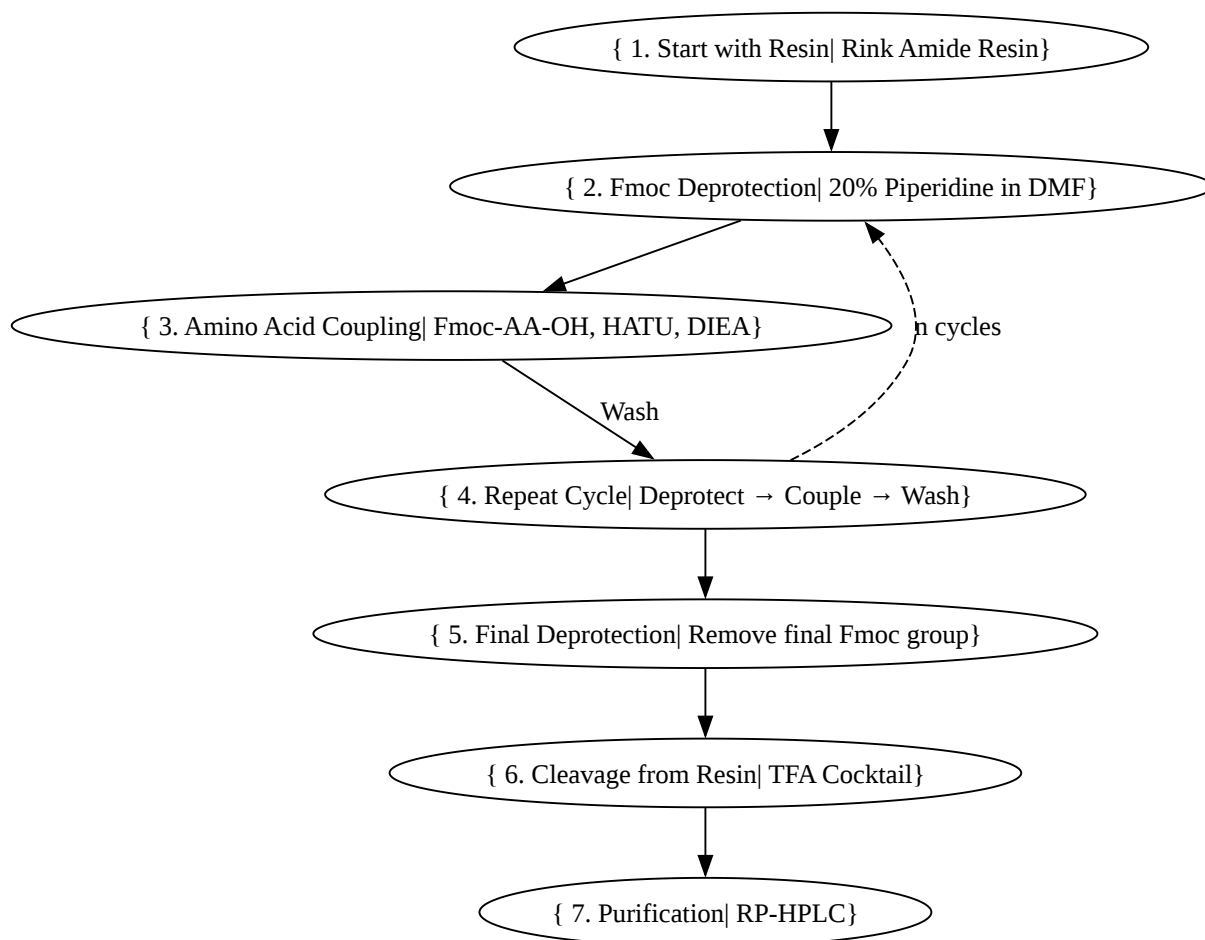 { 1. Start with Resin| Rink Amide Resin}
{ 2. Fmoc Deprotection| 20% Piperidine in DMF}
{ 3. Amino Acid Coupling| Fmoc-AA-OH, HATU, DIEA}
n cycles
Wash
{ 4. Repeat Cycle| Deprotect → Couple → Wash}
{ 5. Final Deprotection| Remove final Fmoc group}
{ 6. Cleavage from Resin| TFA Cocktail}
{ 7. Purification| RP-HPLC}